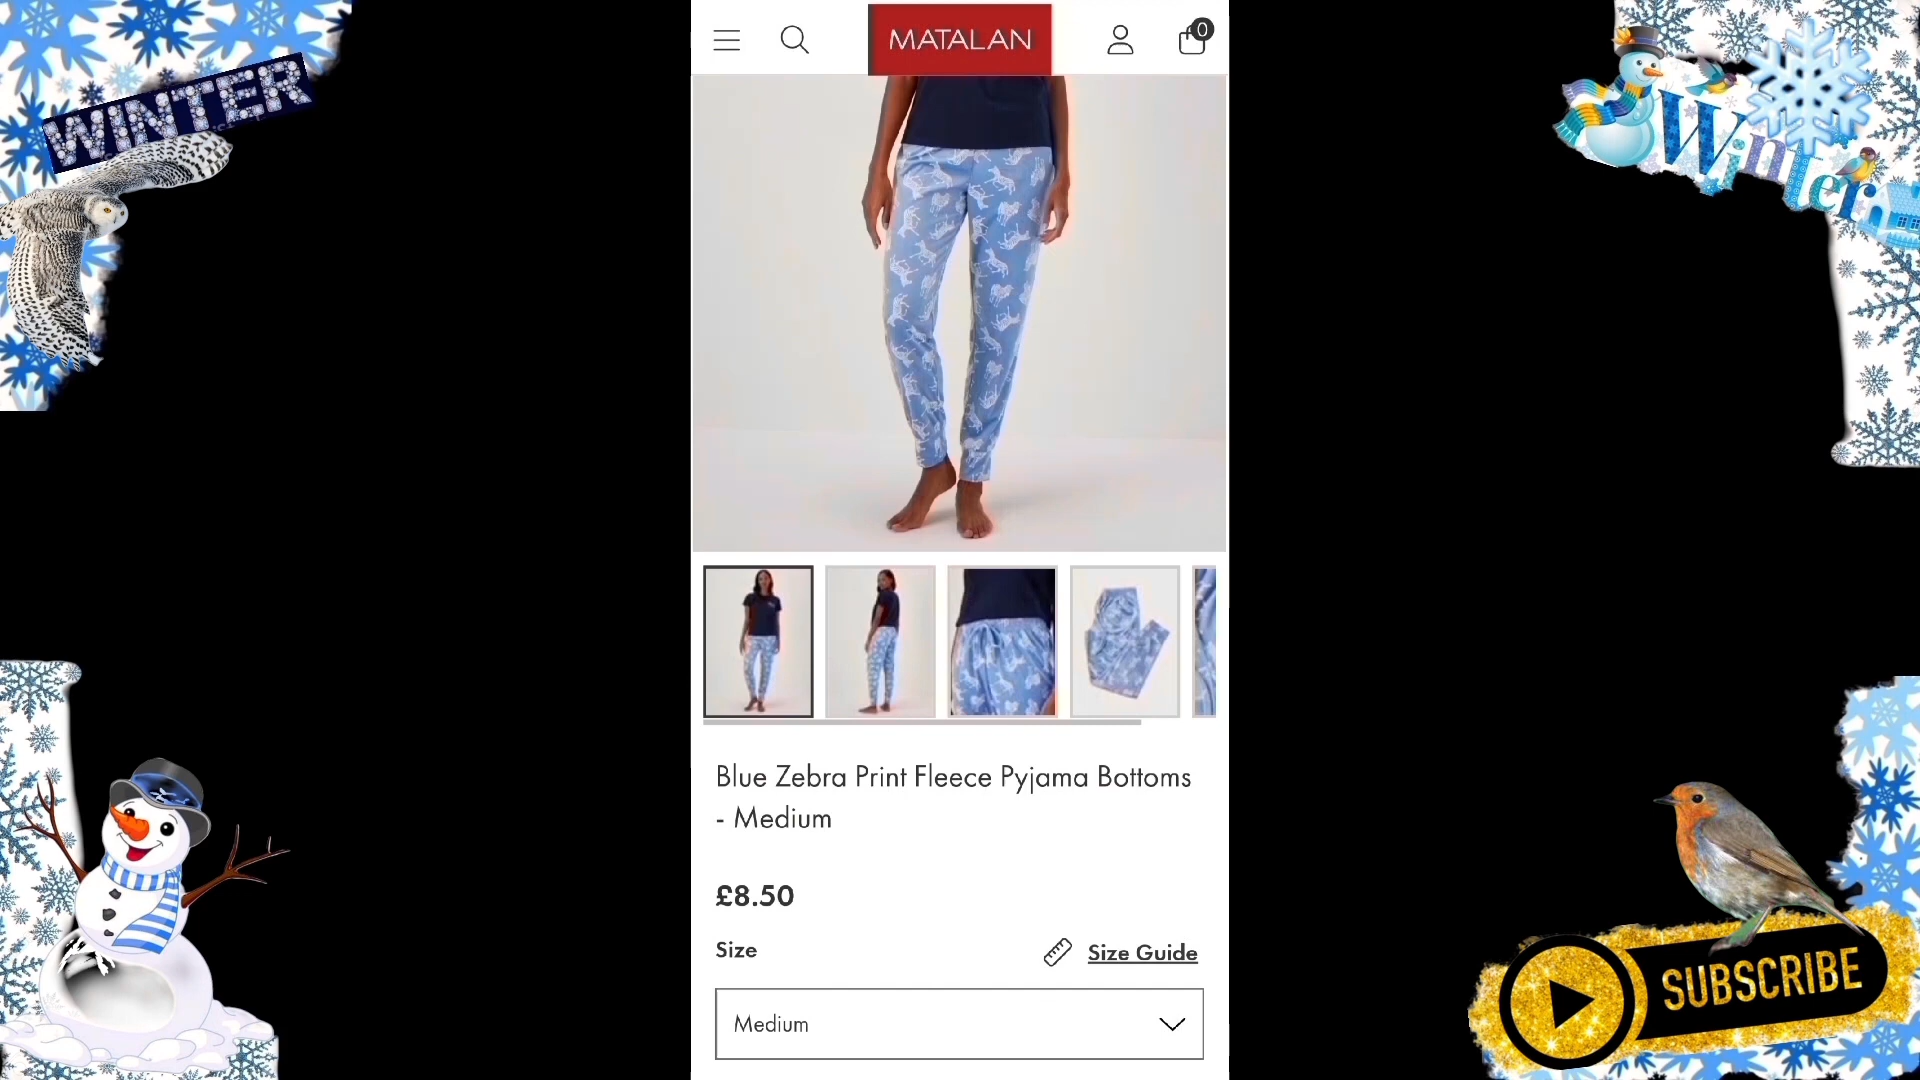 WINTER
MATALAN
0
Winter
Blue Zebra Print Fleece Pyjama Bottoms
- Medium
£8.50
Size
Size Guide
Medium
SUBSCRIBE